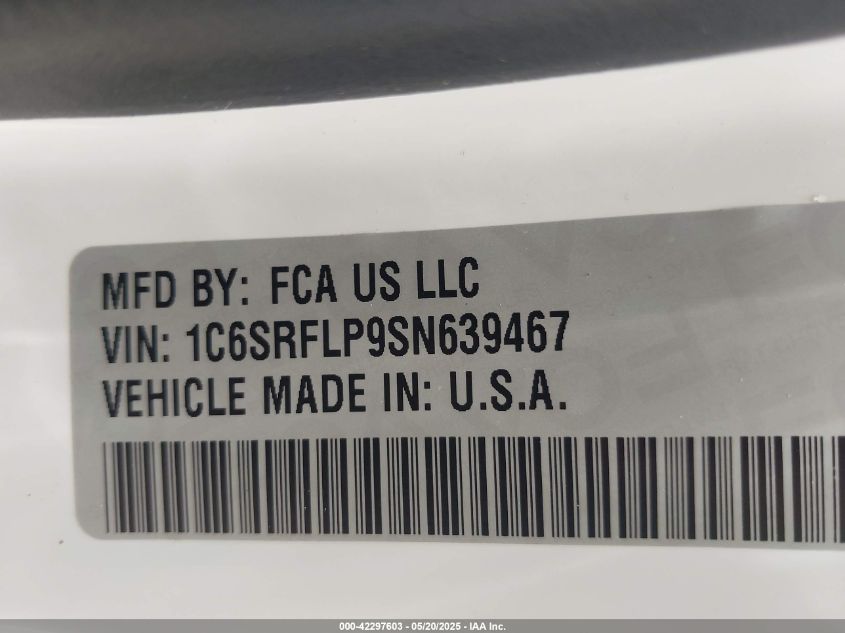 MFD BY: FCA US LLC
VIN: 1C6SRFLP9SN639467
VEHICLE MADE IN: U.S.A.
000-42297603 - 05/20/2025 - IAA Inc.